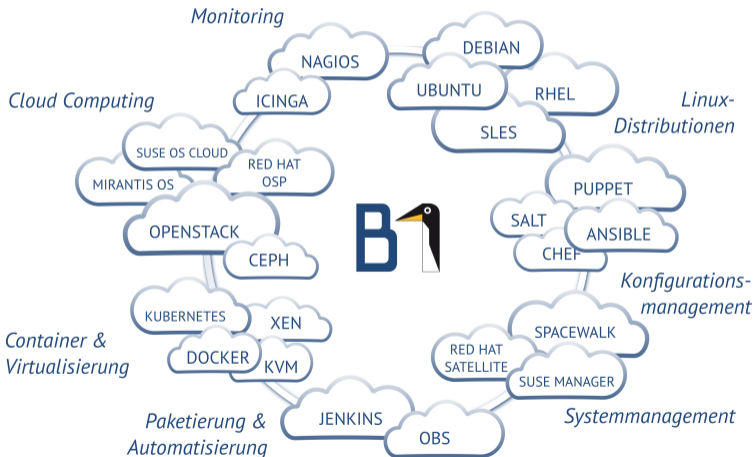 Monitoring
NAGIOS
ICINGA
DEBIAN
UBUNTU
RHEL
SLES
Linux-
Distributionen
Cloud Computing
SUSE OS CLOUD
MIRANTIS OS
RED HAT
OSP
OPENSTACK
CEPH
B1
PUPPET
SALT
ANSIBLE
CHEF
Konfigurations-
management
KUBERNETES
XEN
DOCKER
KVM
Container &
Virtualisierung
SPACEWALK
RED HAT
SATELLITE
SUSE MANAGER
Systemmanagement
JENKINS
OBS
Paketierung &
Automatisierung